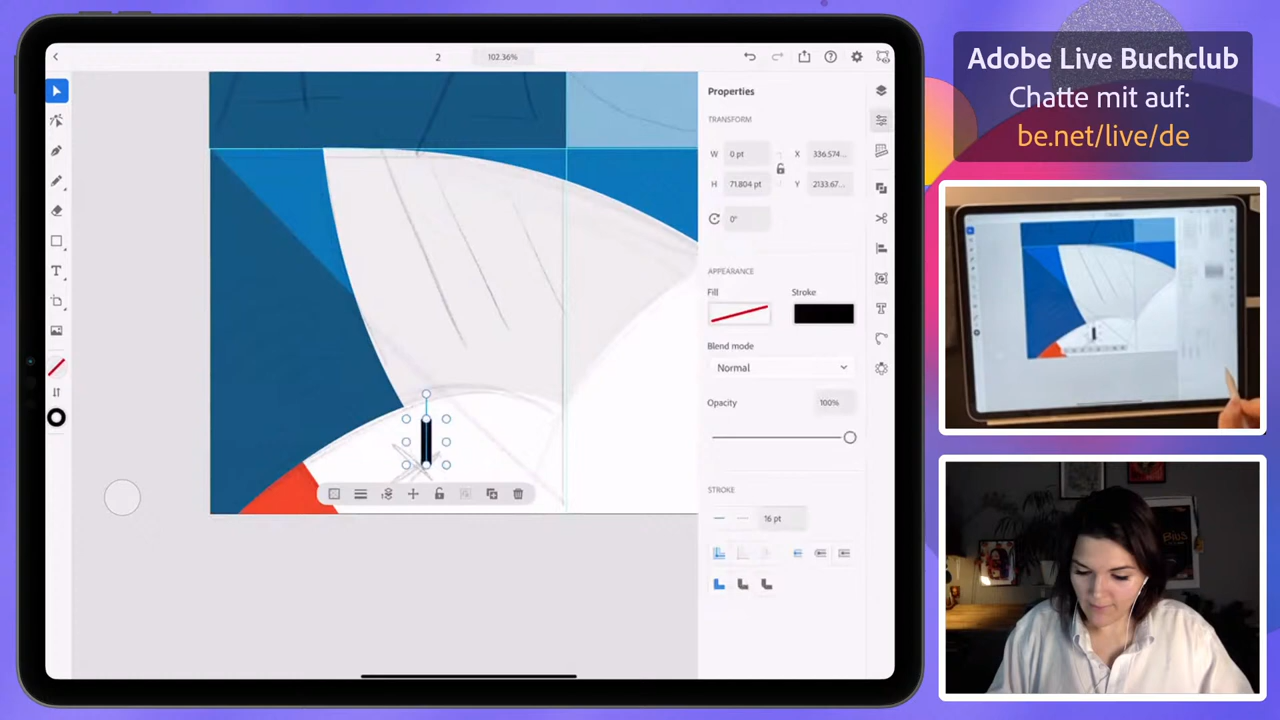 2
102.36%
Properties
TRANSFORM
W 0 pt X 336.574...
H 71.804 pt Y 2133.67...
0°
APPEARANCE
Fill Stroke
Blend mode
Normal
Opacity 100%
STROKE
16 pt
Adobe Live Buchclub
Chatte mit auf:
be.net/live/de